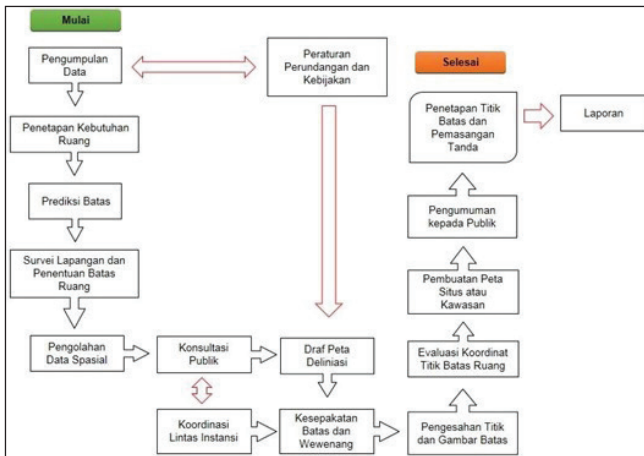 Mulai
Pengumpulan
Data
Penetapan Kebutuhan
Ruang
Prediksi Batas
Survei Lapangan dan
Penentuan Batas
Ruang
Pengolahan
Data Spasial
Konsultasi
Publik
Koordinasi
Lintas Instansi
Peraturan
Perundangan dan
Kebijakan
Draf Peta
Deliniasi
Kesepakatan
Batas dan
Wewenang
Pengesahan Titik
dan Gambar Batas
Evaluasi Koordinat
Titik Batas Ruang
Pembuatan Peta
Situs atau
Kawasan
Pengumuman
kepada Publik
Selesai
Penetapan Titik
Batas dan
Pemasangan
Tanda
Laporan